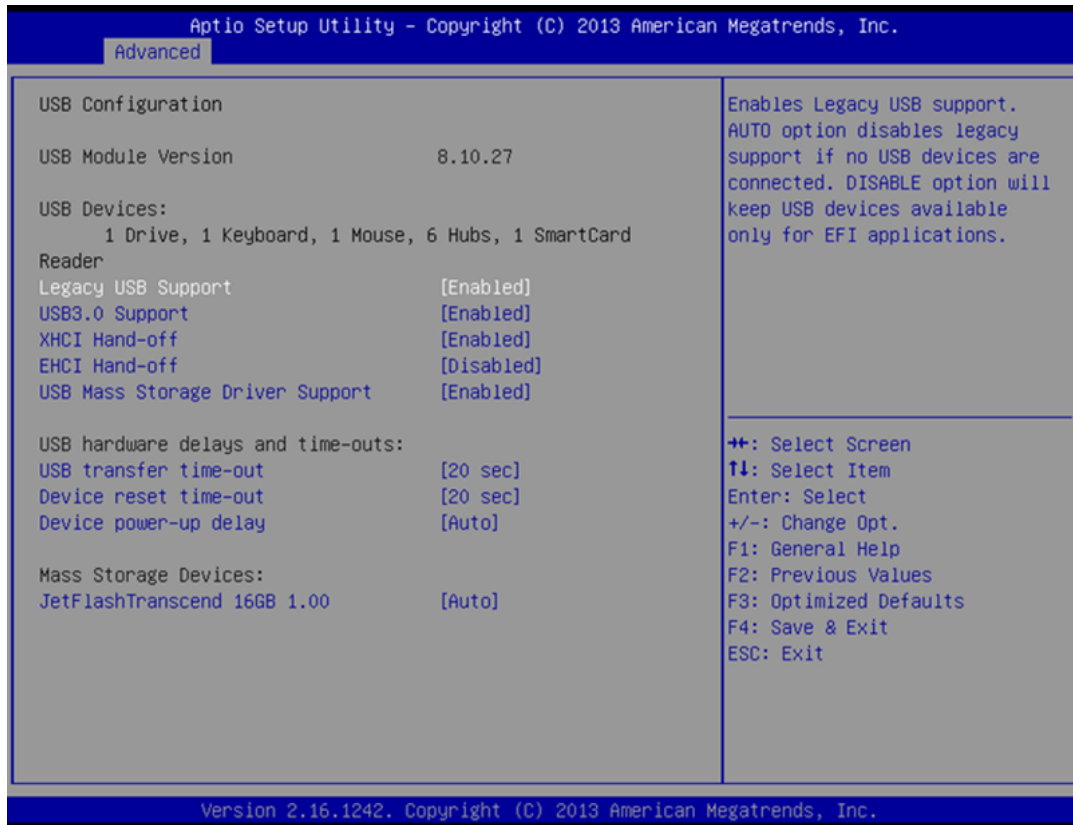 Aptio Setup Utility – Copyright (C) 2013 American Megatrends, Inc.
Advanced
USB Configuration
USB Module Version 8.10.27
USB Devices:
1 Drive, 1 Keyboard, 1 Mouse, 6 Hubs, 1 SmartCard
Reader
Legacy USB Support [Enabled]
USB3.0 Support [Enabled]
XHCI Hand-off [Enabled]
EHCI Hand-off [Disabled]
USB Mass Storage Driver Support [Enabled]
USB hardware delays and time-outs:
USB transfer time-out [20 sec]
Device reset time-out [20 sec]
Device power-up delay [Auto]
Mass Storage Devices:
JetFlashTranscend 16GB 1.00 [Auto]
Enables Legacy USB support.
AUTO option disables legacy
support if no USB devices are
connected. DISABLE option will
keep USB devices available
only for EFI applications.
→←: Select Screen
↑↓: Select Item
Enter: Select
+/-: Change Opt.
F1: General Help
F2: Previous Values
F3: Optimized Defaults
F4: Save & Exit
ESC: Exit
Version 2.16.1242. Copyright (C) 2013 American Megatrends, Inc.